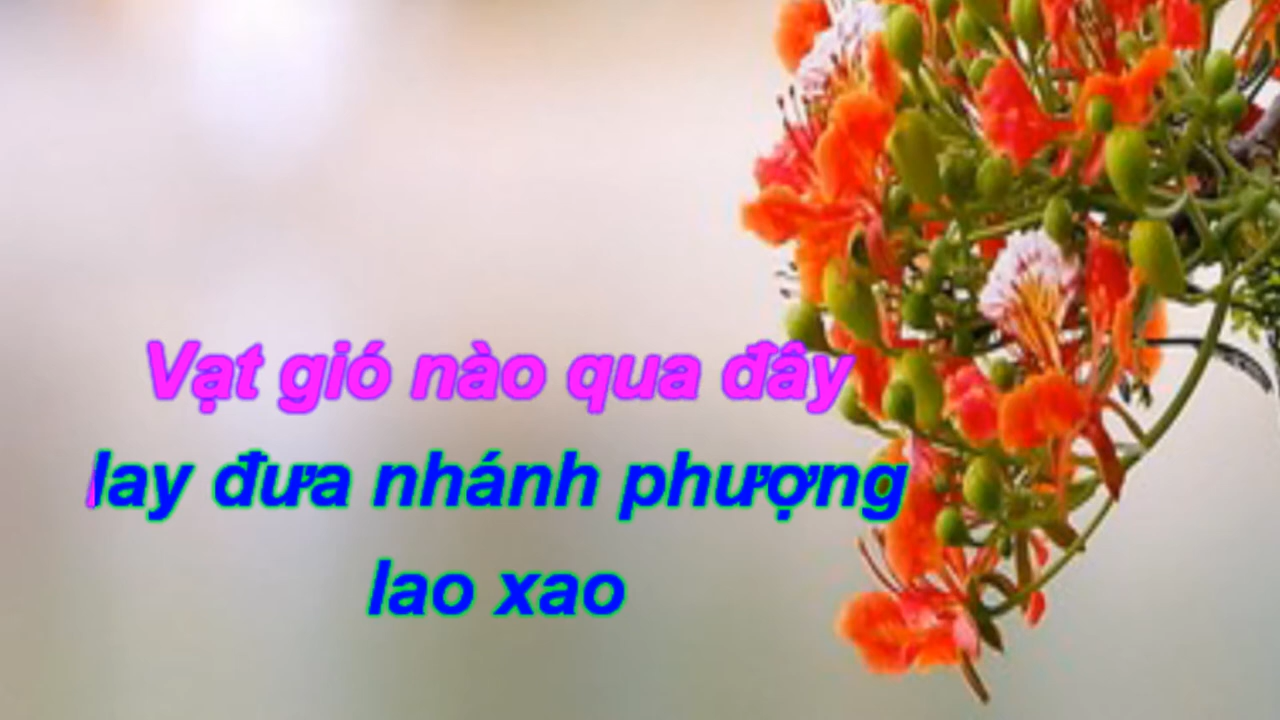 Vạt gió nào qua đây
lay đưa nhánh phượng
lao xao